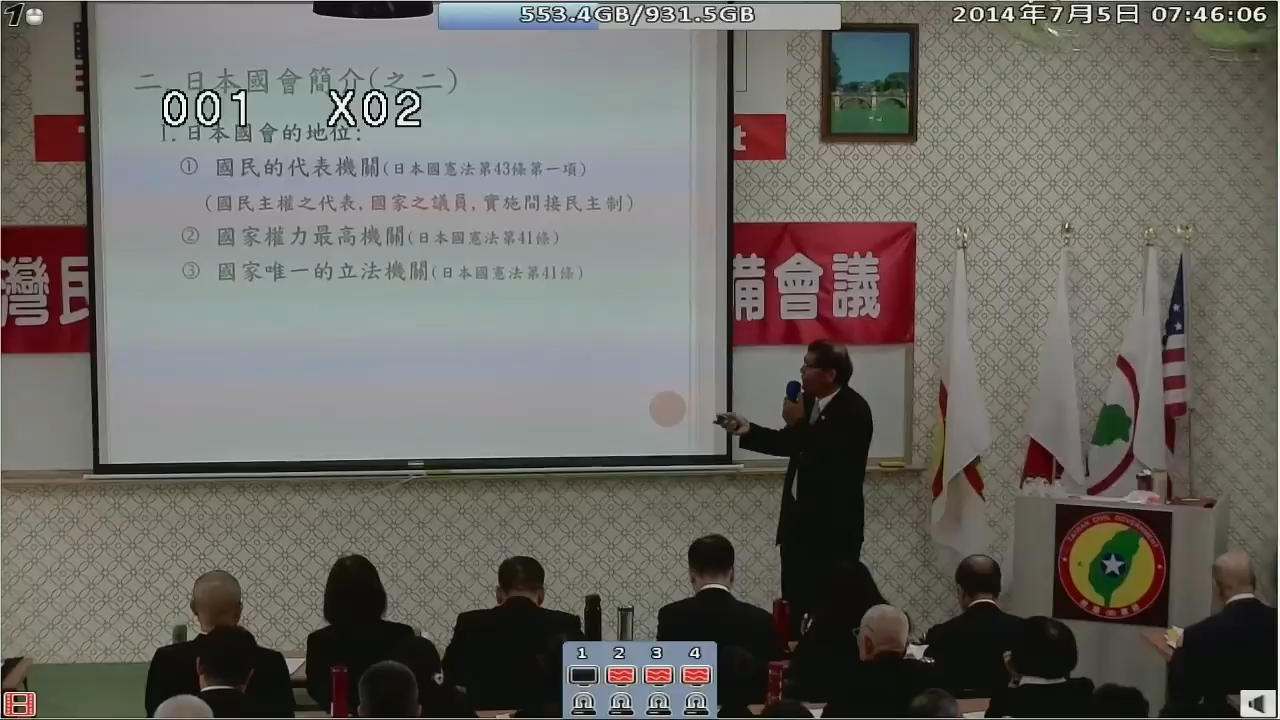 1
553.4GB/931.5GB
2014年7月5日 07:46:06
二 日本國會簡介(之二)
001 X02
1. 日本國會的地位:
① 國民的代表機關(日本國憲法第43條第一項)
(國民主權之代表, 國家之議員, 實施間接民主制)
② 國家權力最高機關(日本國憲法第41條)
③ 國家唯一的立法機關(日本國憲法第41條)
t
灣民
備會議
TAIWAN CIVIL GOVERNMENT
1 2 3 4